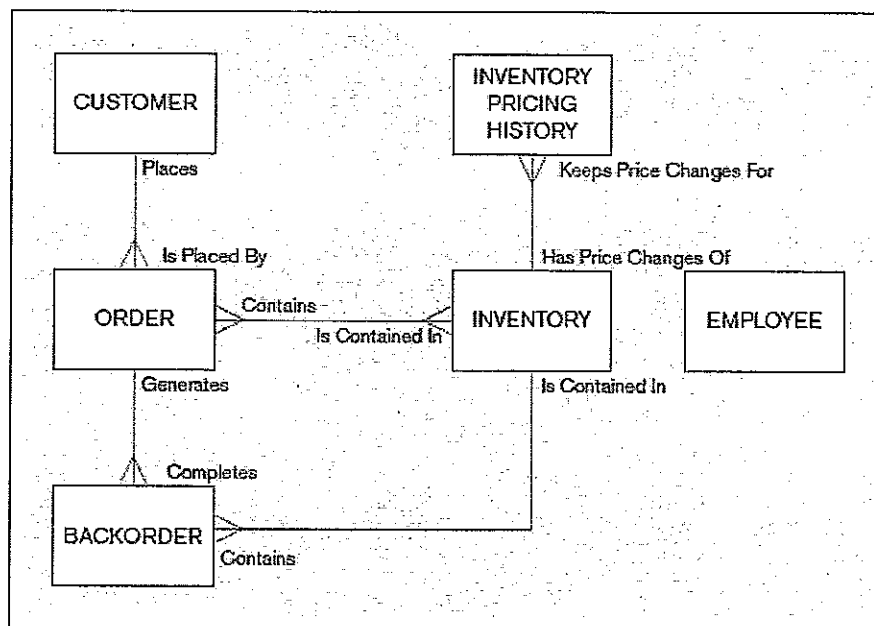 CUSTOMER
INVENTORY
PRICING
HISTORY
Places
Keeps Price Changes For
Is Placed By
Has Price Changes Of
ORDER
Contains
Is Contained In
INVENTORY
EMPLOYEE
Generates
Is Contained In
Completes
BACKORDER
Contains